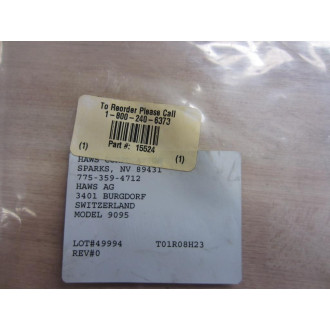 To Reorder Please Call
1-800-240-6373
Part #: 15524
(1) (1)
HAWS
SPARKS, NV 89431
775-359-4712
HAWS AG
3401 BURGDORF
SWITZERLAND
MODEL 9095
LOT#49994 T01R08H23
REV#0